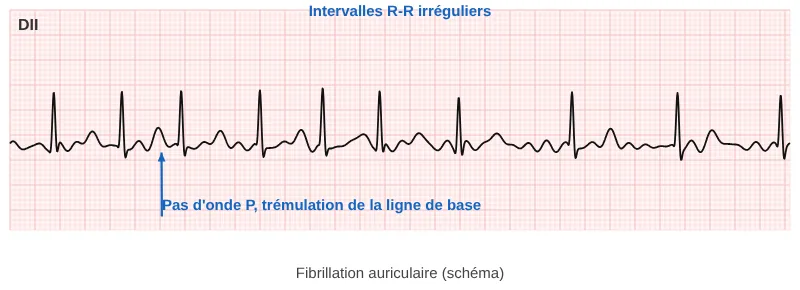 Intervalles R-R irréguliers
DII
Pas d'onde P, trémulation de la ligne de base
Fibrillation auriculaire (schéma)